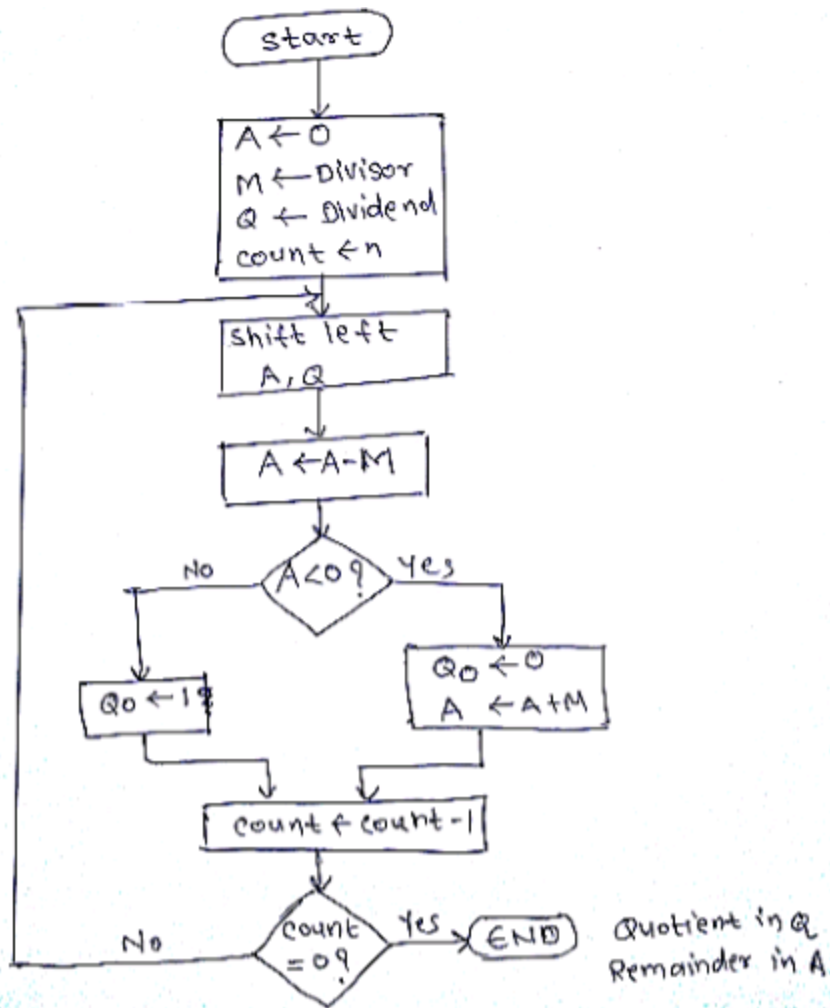 start
A ← 0
M ← Divisor
Q ← Dividend
count ← n
shift left
A, Q
A ← A-M
A<0?
No
Yes
Q0 ← 1
Q0 ← 0
A ← A+M
count ← count-1
count
=0?
No
Yes
END
Quotient in Q
Remainder in A